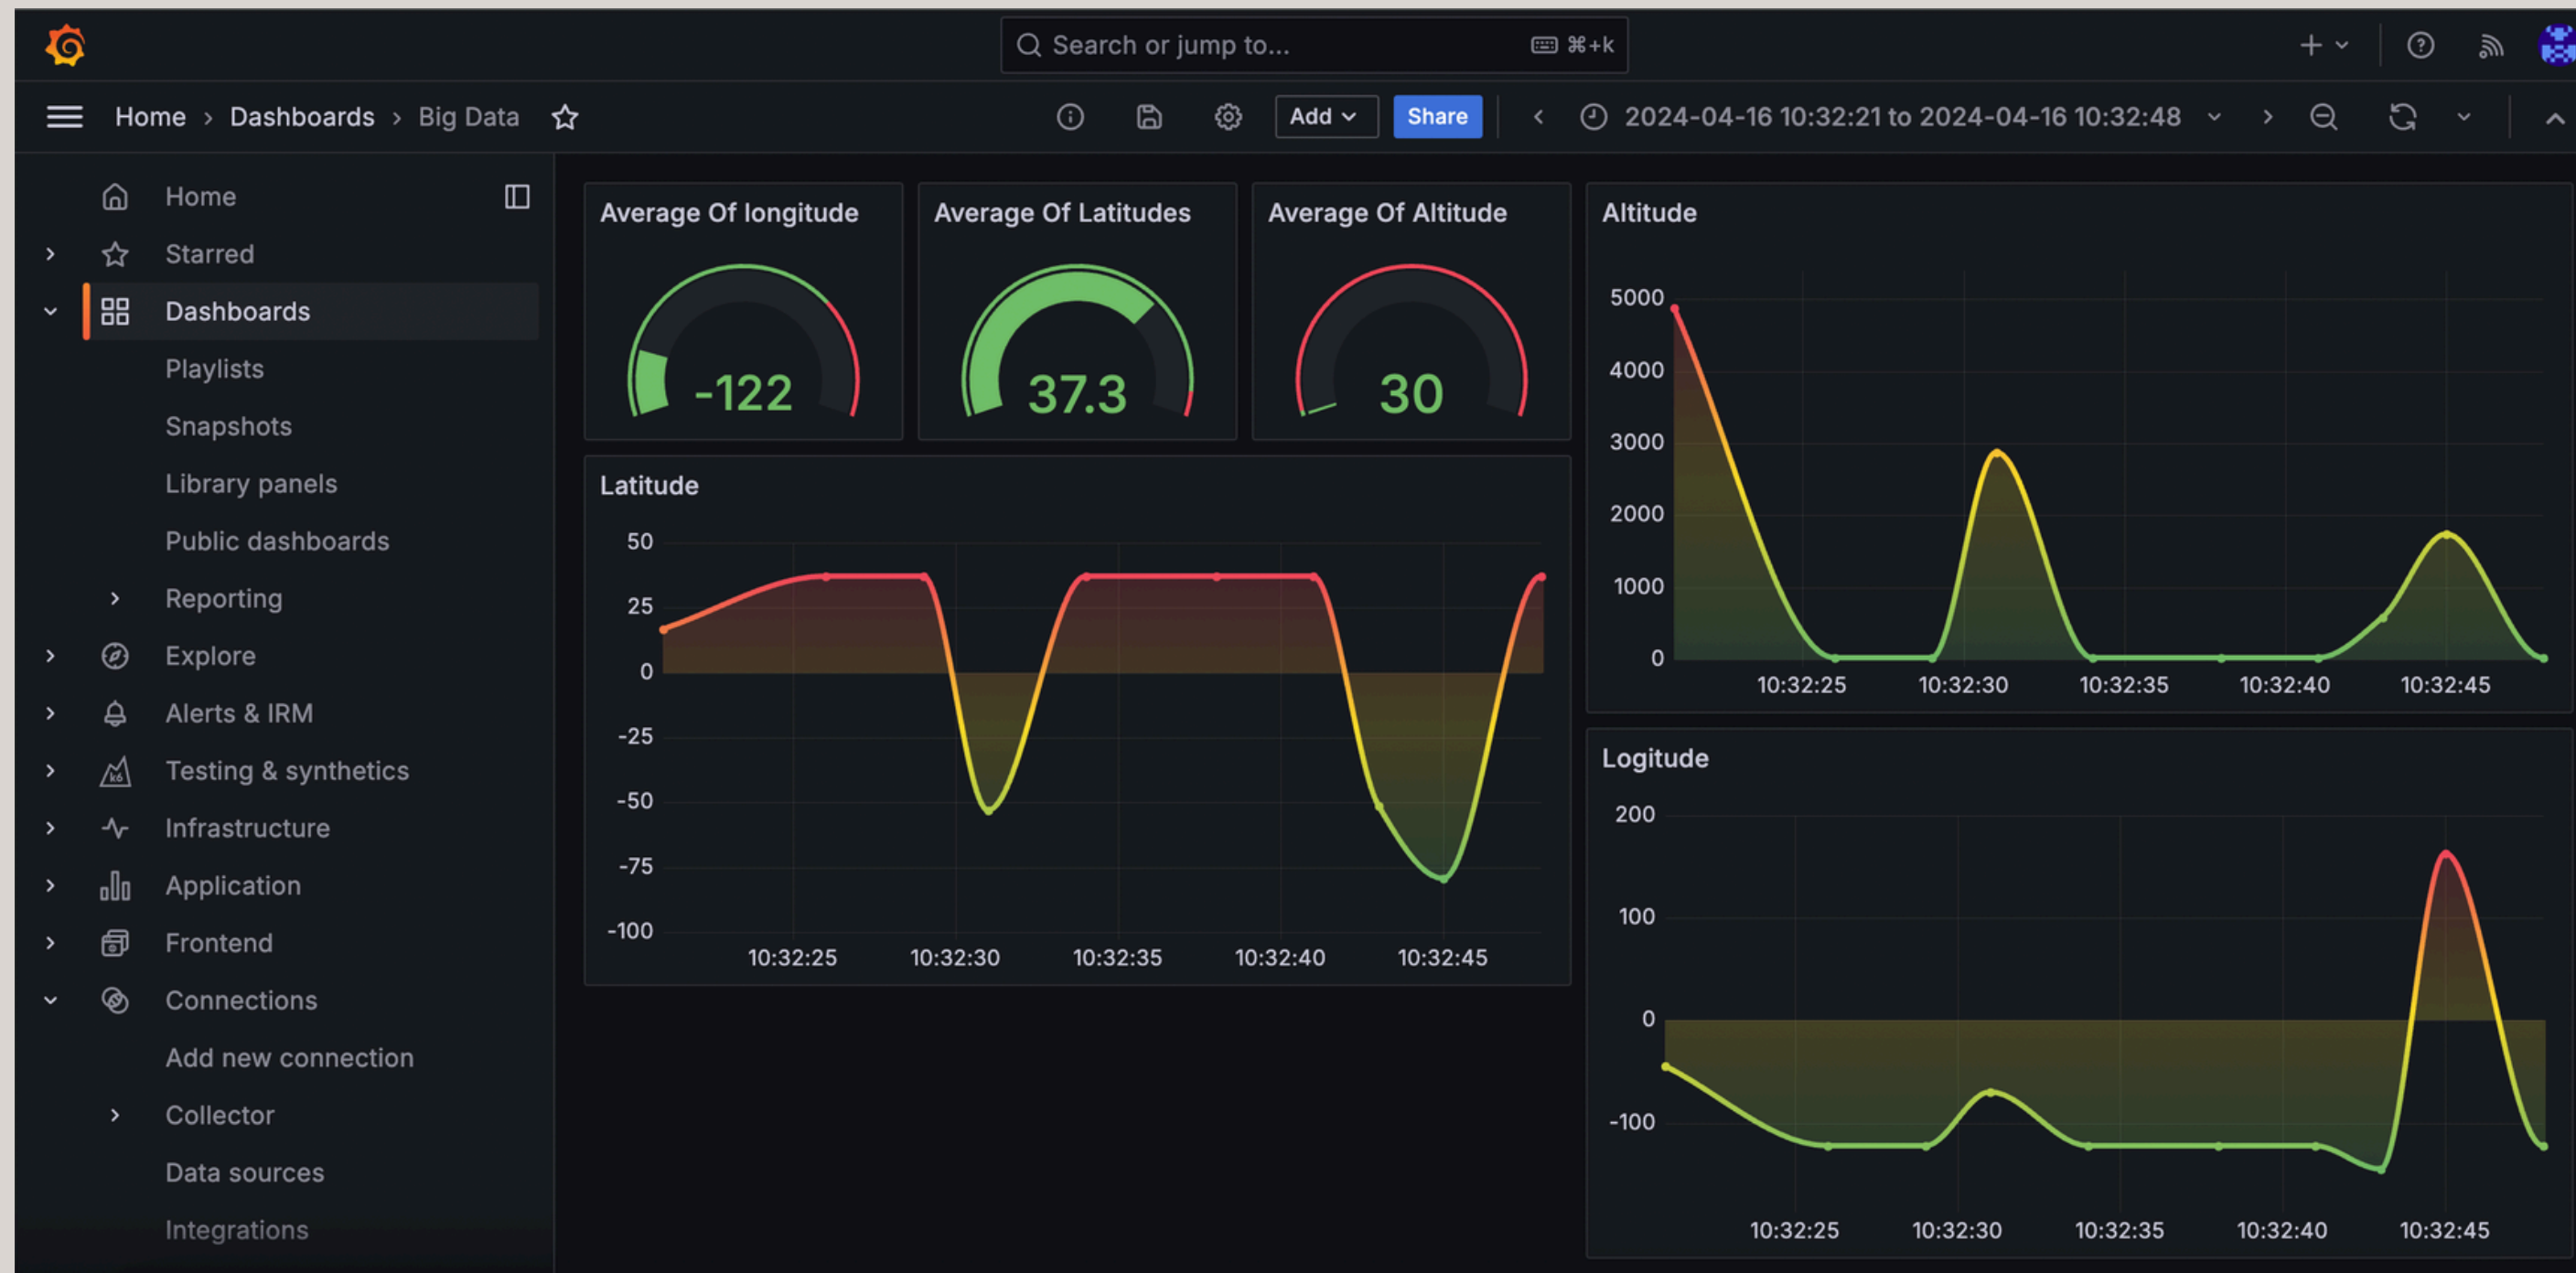 Search or jump to...
⌘+k
Home › Dashboards › Big Data
Add
Share
2024-04-16 10:32:21 to 2024-04-16 10:32:48
Home
Starred
Dashboards
Playlists
Snapshots
Library panels
Public dashboards
Reporting
Explore
Alerts & IRM
Testing & synthetics
Infrastructure
Application
Frontend
Connections
Add new connection
Collector
Data sources
Integrations
Average Of longitude
-122
Average Of Latitudes
37.3
Average Of Altitude
30
Latitude
50
25
0
-25
-50
-75
-100
10:32:25 10:32:30 10:32:35 10:32:40 10:32:45
Altitude
5000
4000
3000
2000
1000
0
10:32:25 10:32:30 10:32:35 10:32:40 10:32:45
Logitude
200
100
0
-100
10:32:25 10:32:30 10:32:35 10:32:40 10:32:45